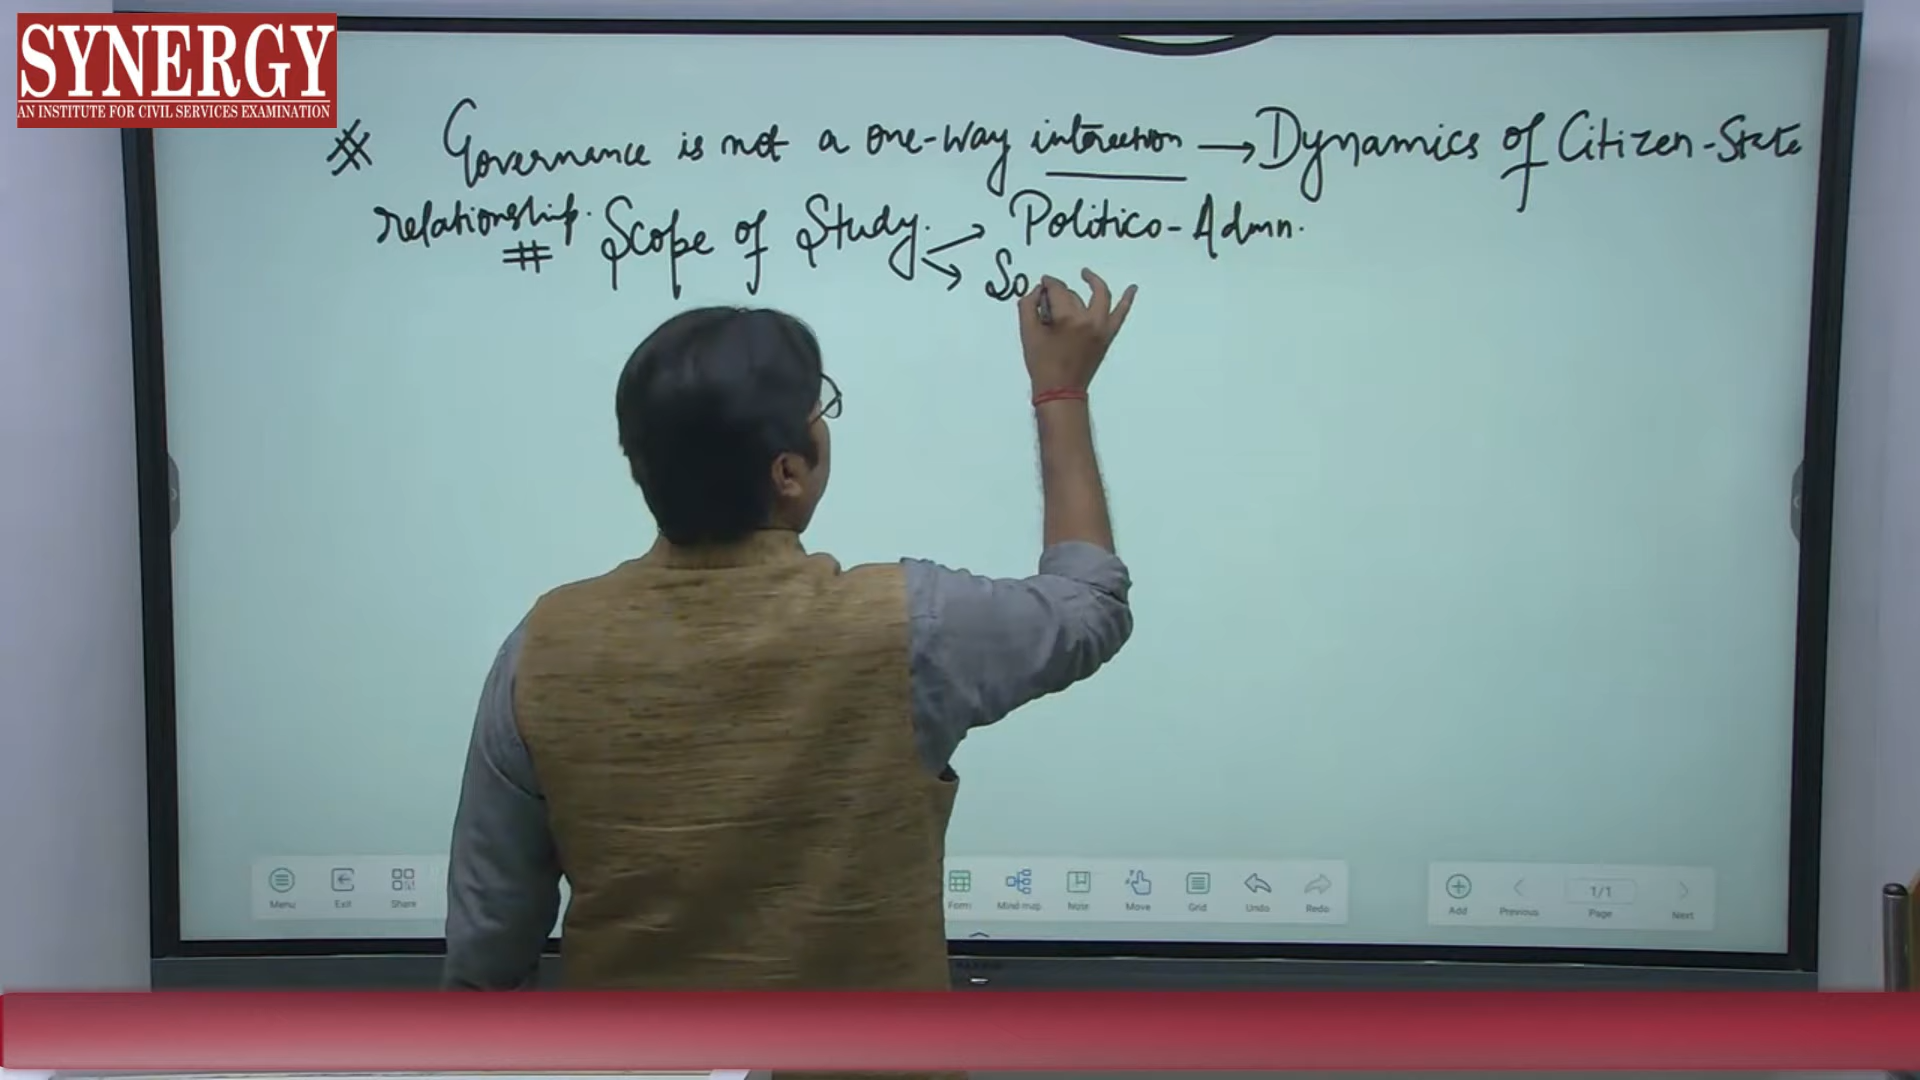 SYNERGY
AN INSTITUTE FOR CIVIL SERVICES EXAMINATION
# Governance is not a one-way interaction → Dynamics of Citizen-State
relationship.
# Scope of Study. → Politico-Admn.
→ So
Menu Exit Share Form Mind map Note Move Grid Undo Redo Add Previous 1/1 Page Next